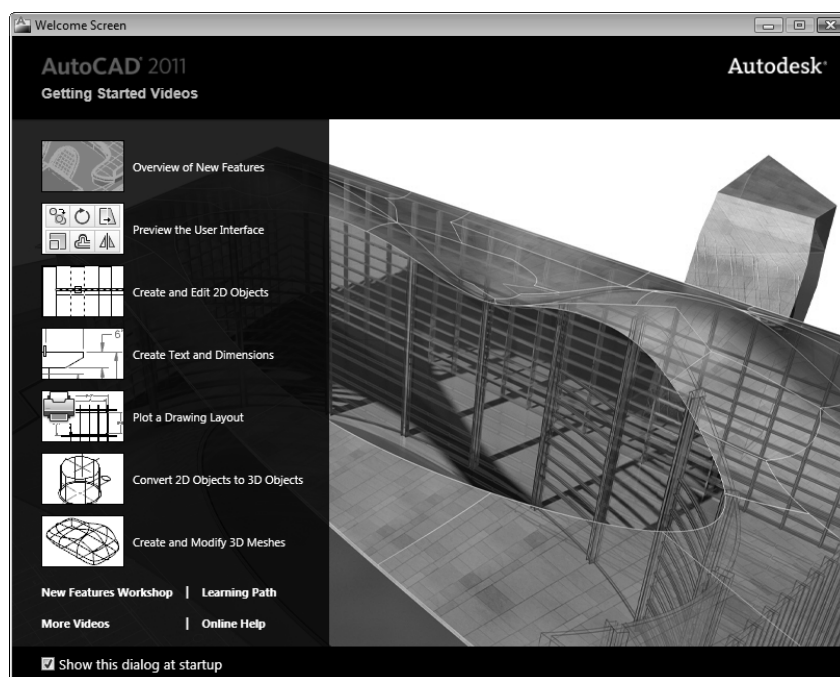 Welcome Screen
AutoCAD® 2011
Autodesk®
Getting Started Videos
Overview of New Features
Preview the User Interface
Create and Edit 2D Objects
6"
Create Text and Dimensions
Plot a Drawing Layout
Convert 2D Objects to 3D Objects
Create and Modify 3D Meshes
New Features Workshop | Learning Path
More Videos | Online Help
Show this dialog at startup